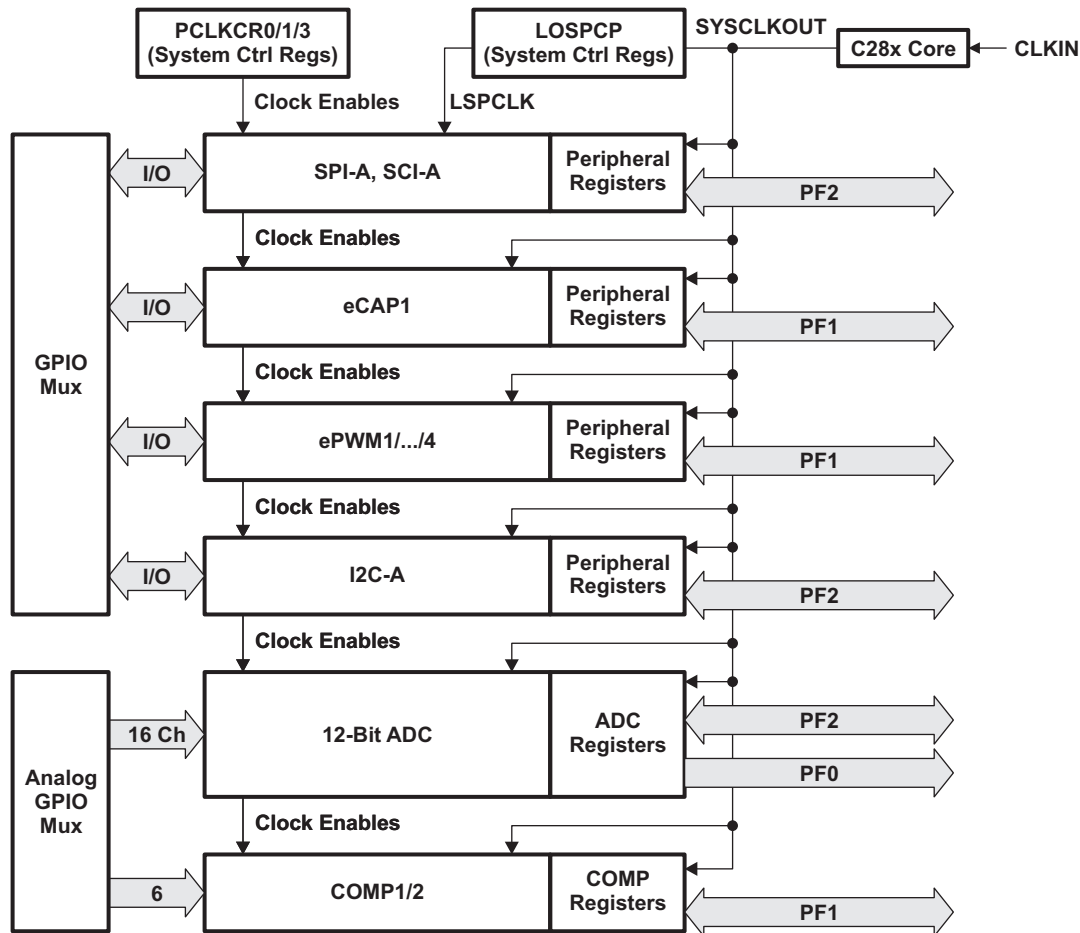 PCLKCR0/1/3
(System Ctrl Regs)
LOSPCP
(System Ctrl Regs)
SYSCLKOUT
C28x Core
CLKIN
Clock Enables
LSPCLK
I/O
SPI-A, SCI-A
Peripheral
Registers
PF2
Clock Enables
I/O
eCAP1
Peripheral
Registers
PF1
GPIO
Mux
Clock Enables
I/O
ePWM1/.../4
Peripheral
Registers
PF1
Clock Enables
I/O
I2C-A
Peripheral
Registers
PF2
Clock Enables
16 Ch
12-Bit ADC
ADC
Registers
PF2
PF0
Analog
GPIO
Mux
Clock Enables
6
COMP1/2
COMP
Registers
PF1